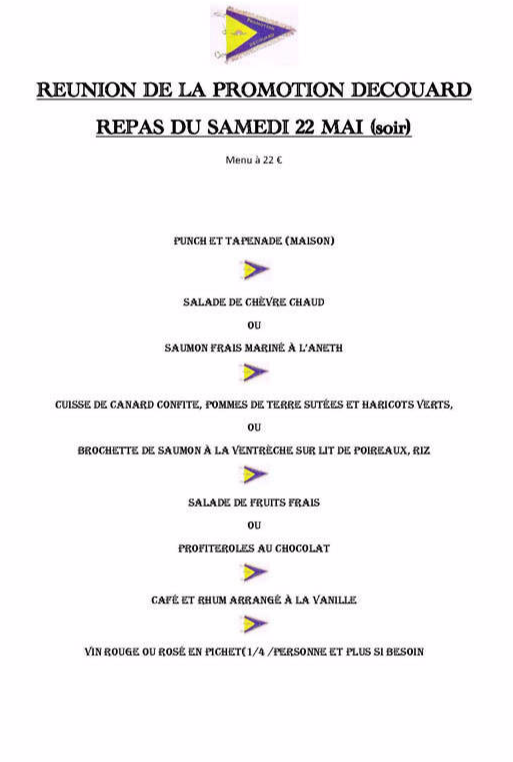 REUNION DE LA PROMOTION DECOUARD
REPAS DU SAMEDI 22 MAI (soir)
Menu à 22 €
PUNCH ET TAPENADE (MAISON)
SALADE DE CHÈVRE CHAUD
OU
SAUMON FRAIS MARINÉ À L'ANETH
CUISSE DE CANARD CONFITE, POMMES DE TERRE SUTÉES ET HARICOTS VERTS,
OU
BROCHETTE DE SAUMON À LA VENTRÈCHE SUR LIT DE POIREAUX, RIZ
SALADE DE FRUITS FRAIS
OU
PROFITEROLES AU CHOCOLAT
CAFÉ ET RHUM ARRANGÉ À LA VANILLE
VIN ROUGE OU ROSÉ EN PICHET(1/4 /PERSONNE ET PLUS SI BESOIN